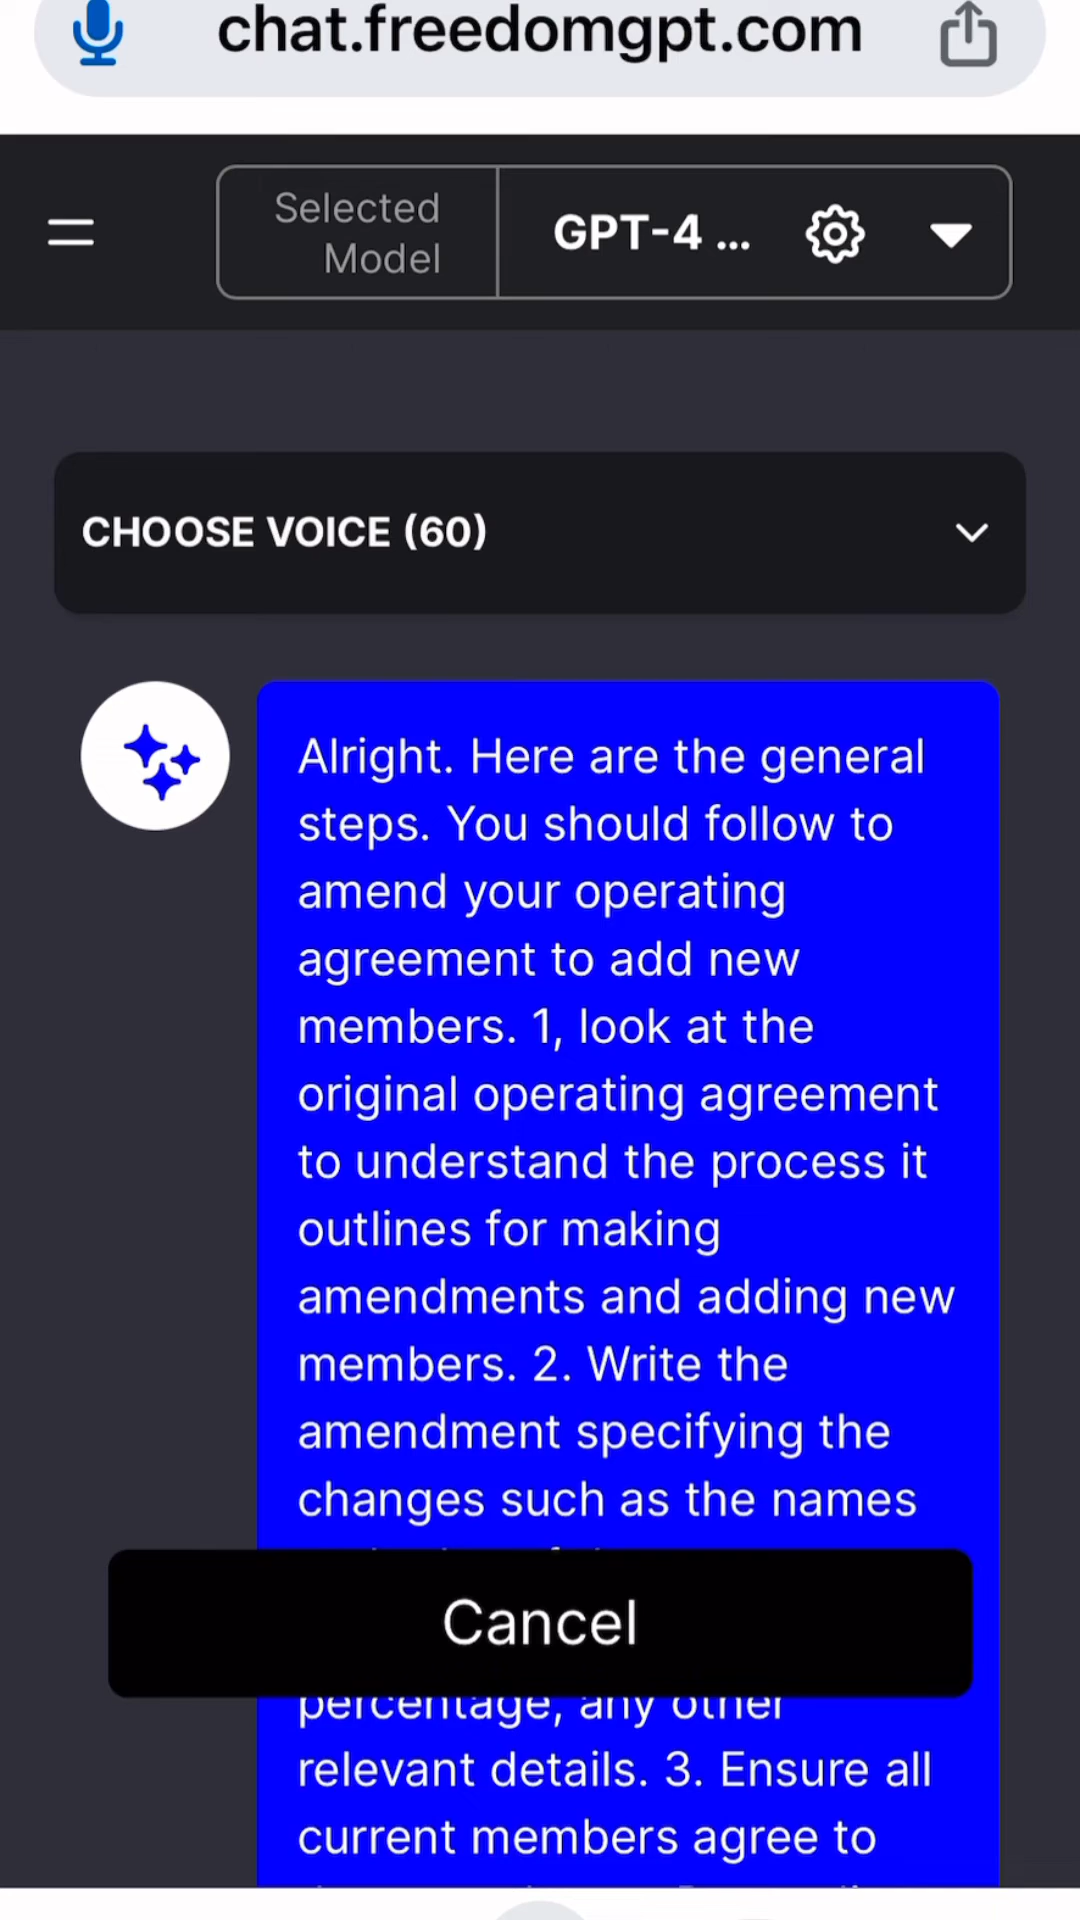 chat.freedomgpt.com
Selected
Model
GPT-4 ...
CHOOSE VOICE (60)
Alright. Here are the general
steps. You should follow to
amend your operating
agreement to add new
members. 1, look at the
original operating agreement
to understand the process it
outlines for making
amendments and adding new
members. 2. Write the
amendment specifying the
changes such as the names
Cancel
percentage, any other
relevant details. 3. Ensure all
current members agree to